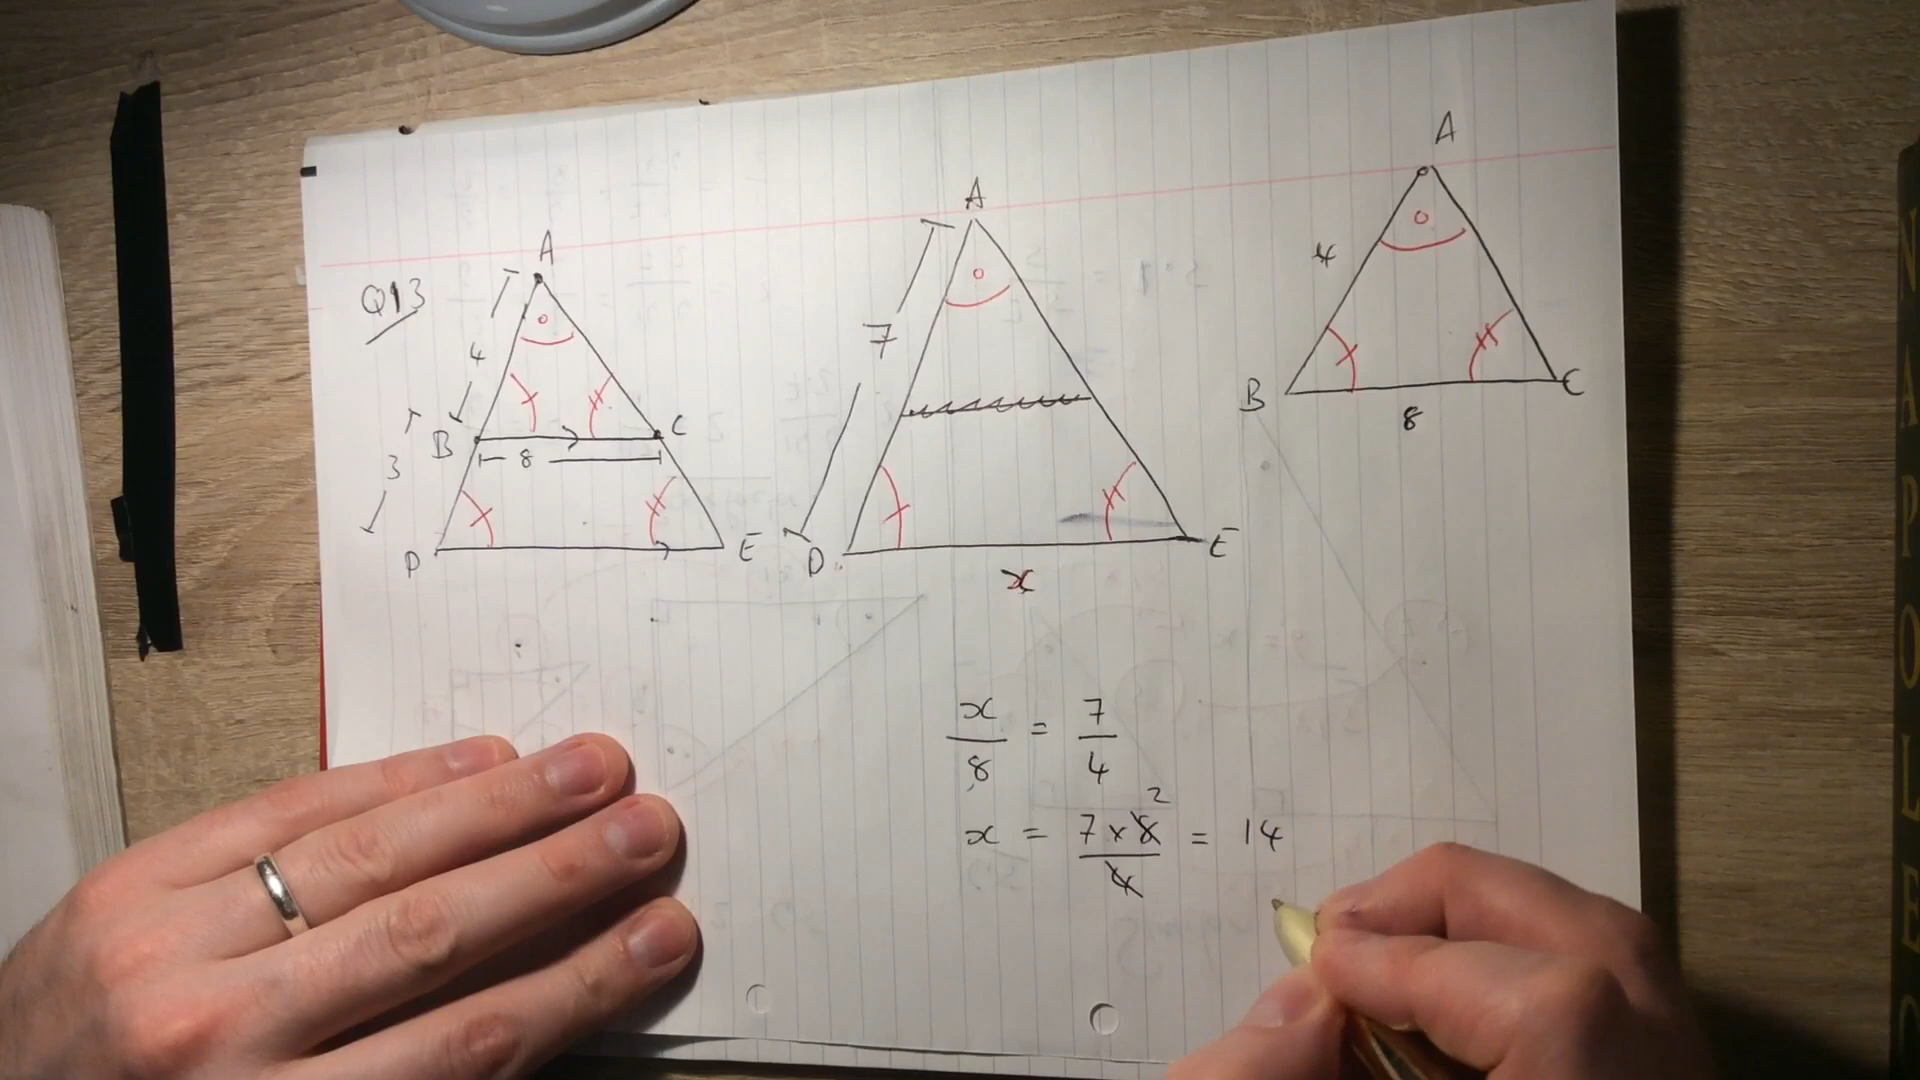 Q13
A
4
B
C
8
3
D
E
A
7
D
E
x
A
4
B
C
8
x/8 = 7/4
x = 7 x 8/4 2 = 14
NAPOLEO